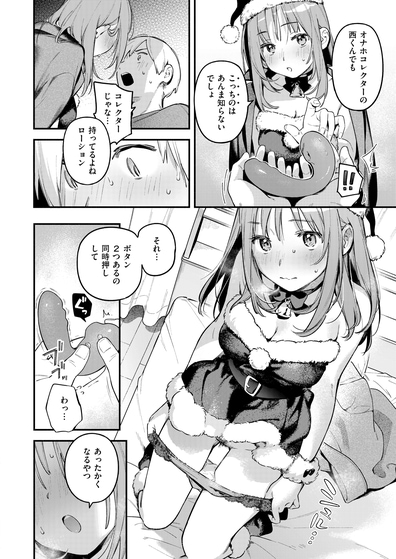 オナホコレクターの
西くんでも
こっちのは
あんま知らない
でしょ
コレクター
じゃな…
持ってるよね
ローション
それ…
ボタン
２つあるの
同時押し
して
わっ…
あったかく
なるやつ